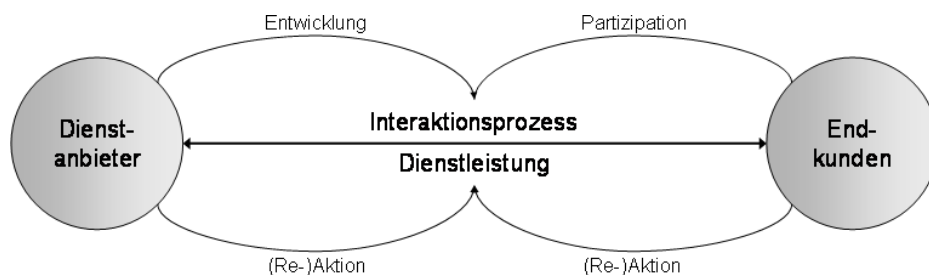 Entwicklung
Partizipation
Dienst-
anbieter
Interaktionsprozess
Dienstleistung
End-
kunden
(Re-)Aktion
(Re-)Aktion